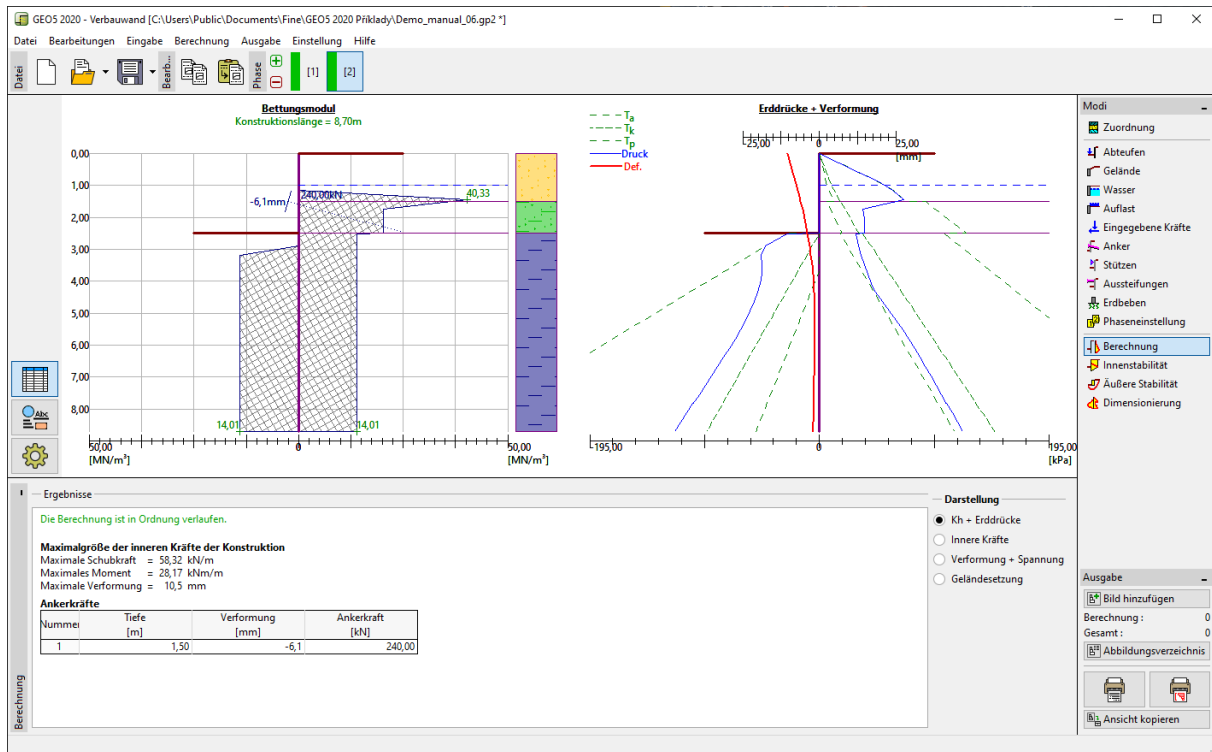 GEO5 2020 - Verbauwand [C:\Users\Public\Documents\Fine\GEO5 2020 Příklady\Demo_manual_06.gp2 *]
Datei Bearbeitungen Eingabe Berechnung Ausgabe Einstellung Hilfe
Datei
Bearb...
Phase
[1]
[2]
Bettungsmodul
Konstruktionslänge = 8,70m
0,00
1,00
2,00
3,00
4,00
5,00
6,00
7,00
8,00
-6,1mm
240,00kN
40,33
14,01
14,01
50,00
0
50,00
[MN/m³]
[MN/m³]
Erddrücke + Verformung
Ta
Tk
Tp
Druck
Def.
-25,00
0
25,00
[mm]
-195,00
0
195,00
[kPa]
Modi
Zuordnung
Abteufen
Gelände
Wasser
Auflast
Eingegebene Kräfte
Anker
Stützen
Aussteifungen
Erdbeben
Phaseneinstellung
Berechnung
Innenstabilität
Äußere Stabilität
Dimensionierung
Ausgabe
Bild hinzufügen
Berechnung : 0
Gesamt : 0
Abbildungsverzeichnis
Ansicht kopieren
Berechnung
Ergebnisse
Die Berechnung ist in Ordnung verlaufen.
Maximalgröße der inneren Kräfte der Konstruktion
Maximale Schubkraft = 58,32 kN/m
Maximales Moment = 28,17 kNm/m
Maximale Verformung = 10,5 mm
Ankerkräfte
Nummer Tiefe Verformung Ankerkraft
[m] [mm] [kN]
1 1,50 -6,1 240,00
Darstellung
Kh + Erddrücke
Innere Kräfte
Verformung + Spannung
Geländesetzung